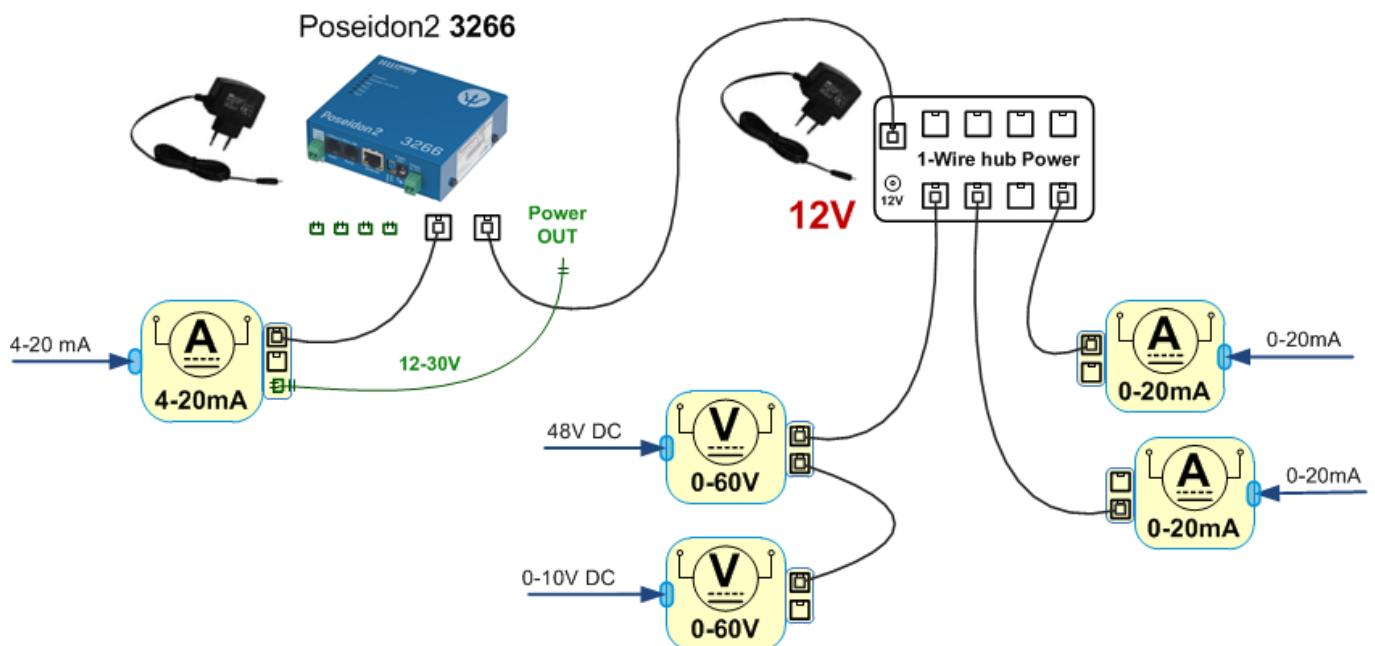 Poseidon2 3266
Poseidon2
3266
Power
OUT
12V
1-Wire hub Power
12V
4-20 mA
A
4-20mA
12-30V
48V DC
V
0-60V
0-10V DC
V
0-60V
A
0-20mA
0-20mA
A
0-20mA
0-20mA